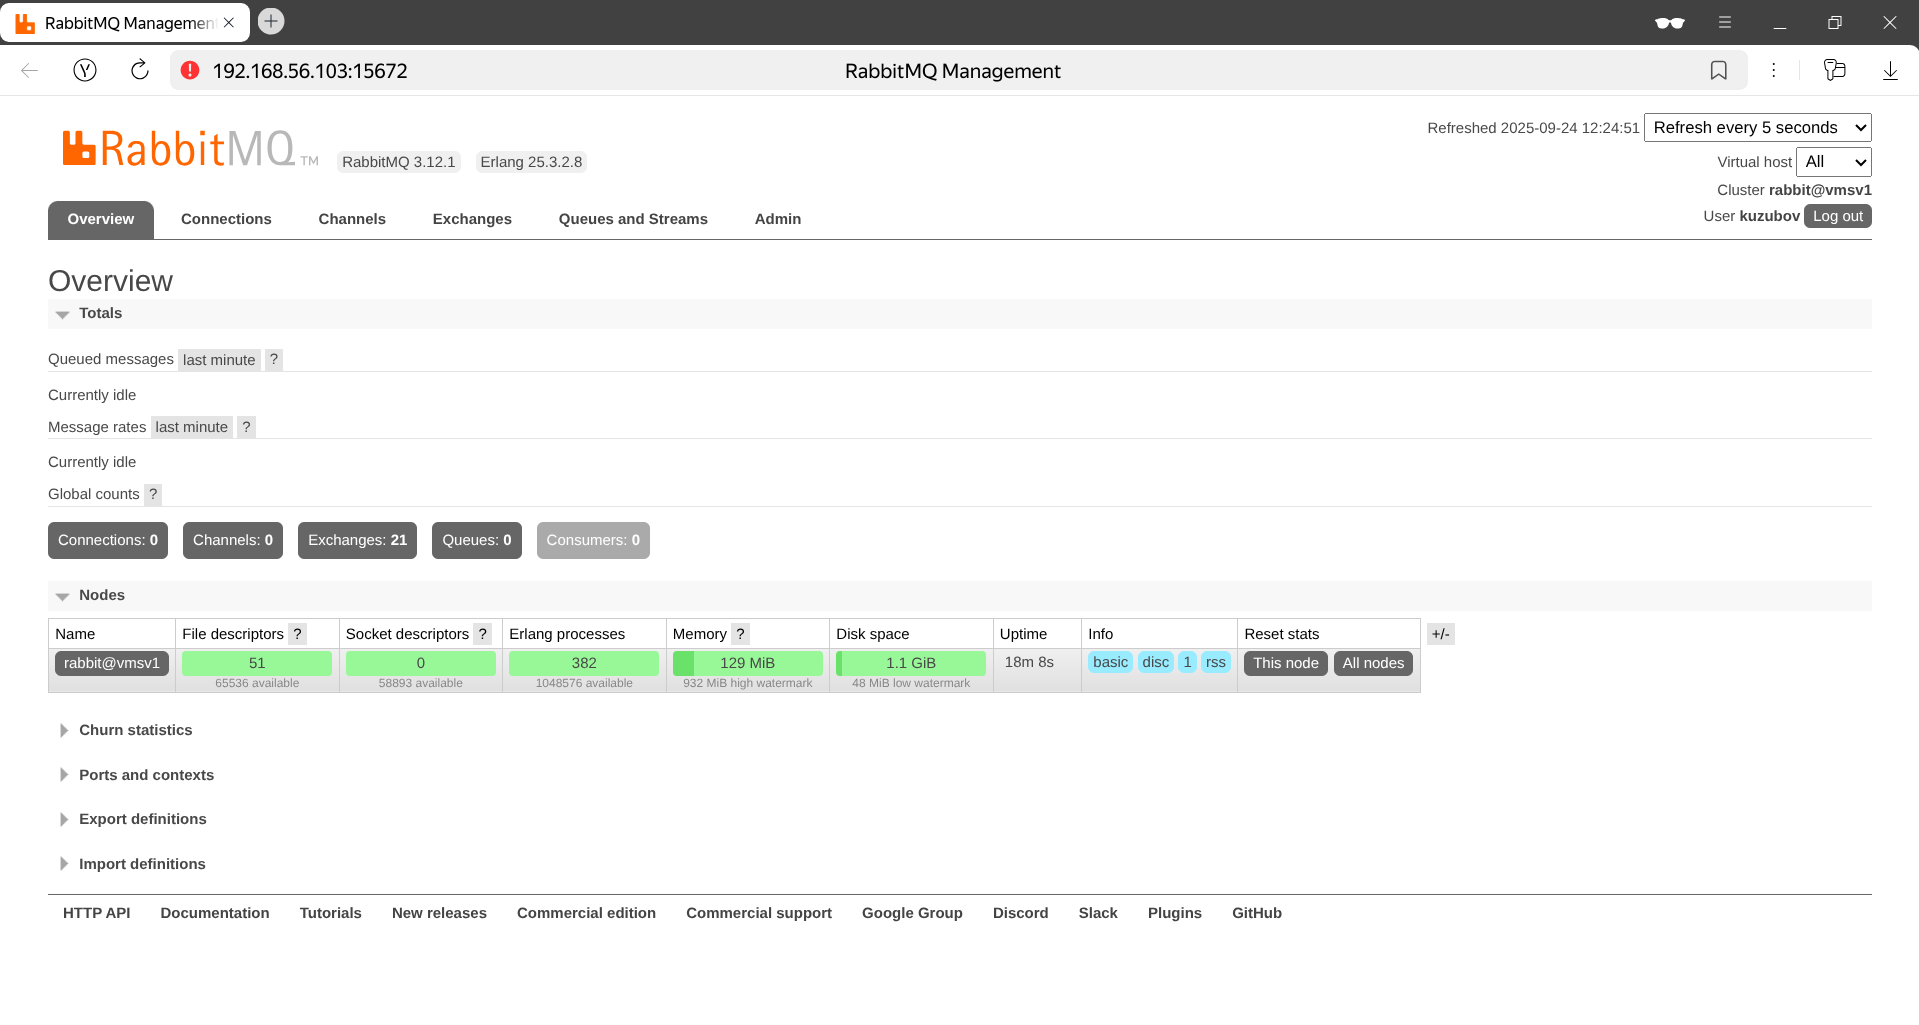 RabbitMQ Management
192.168.56.103:15672 RabbitMQ Management
Refreshed 2025-09-24 12:24:51 Refresh every 5 seconds
RabbitMQ TM RabbitMQ 3.12.1 Erlang 25.3.2.8
Virtual host All
Cluster rabbit@vmsv1
User kuzubov Log out
Overview Connections Channels Exchanges Queues and Streams Admin
Overview
Totals
Queued messages last minute ?
Currently idle
Message rates last minute ?
Currently idle
Global counts ?
Connections: 0 Channels: 0 Exchanges: 21 Queues: 0 Consumers: 0
Nodes
Name File descriptors ? Socket descriptors ? Erlang processes Memory ? Disk space Uptime Info Reset stats +/-
rabbit@vmsv1 51 0 382 129 MiB 1.1 GiB 18m 8s basic disc 1 rss This node All nodes
65536 available 58893 available 1048576 available 932 MiB high watermark 48 MiB low watermark
Churn statistics
Ports and contexts
Export definitions
Import definitions
HTTP API Documentation Tutorials New releases Commercial edition Commercial support Google Group Discord Slack Plugins GitHub